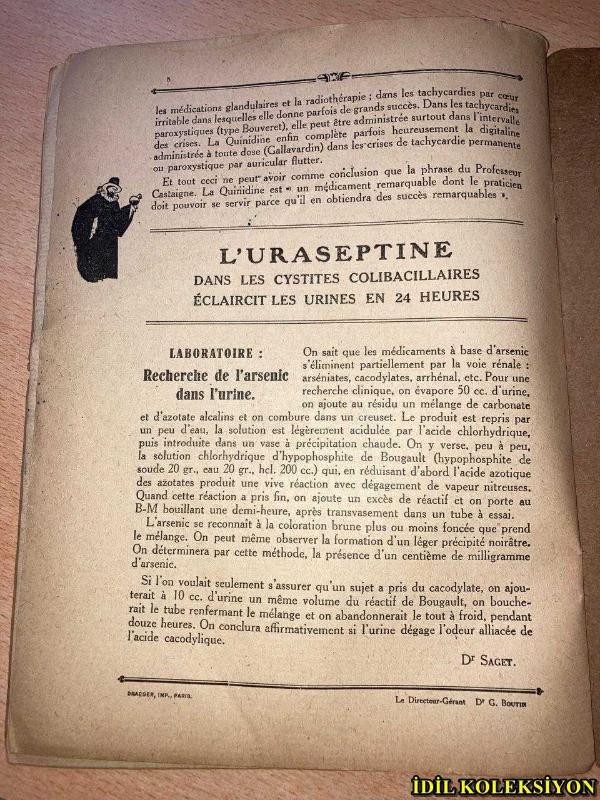 8
les médications glandulaires et la radiothérapie ; dans les tachycardies par cœur
irritable dans lesquelles elle donne parfois de grands succès. Dans les tachycardies
paroxystiques (type Bouveret), elle peut être administrée surtout dans l'intervalle
des crises. La Quinidine enfin complète parfois heureusement la digitaline
administrée à toute dose (Gallavardin) dans les crises de tachycardie permanente
ou paroxystique par auricular flutter.
Et tout ceci ne peut avoir comme conclusion que la phrase du Professeur
Castaigne. La Quinidine est « un médicament remarquable dont le praticien
doit pouvoir se servir parce qu'il en obtiendra des succès remarquables ».
L'URASEPTINE
DANS LES CYSTITES COLIBACILLAIRES
ÉCLAIRCIT LES URINES EN 24 HEURES
LABORATOIRE :
Recherche de l'arsenic
dans l'urine.
On sait que les médicaments à base d'arsenic
s'éliminent partiellement par la voie rénale :
arséniates, cacodylates, arrhénal, etc. Pour une
recherche clinique, on évapore 50 cc. d'urine,
on ajoute au résidu un mélange de carbonate
et d'azotate alcalins et on combure dans un creuset. Le produit est repris par
un peu d'eau, la solution est légèrement acidulée par l'acide chlorhydrique,
puis introduite dans un vase à précipitation chaude. On y verse, peu à peu,
la solution chlorhydrique d'hypophosphite de Bougault (hypophosphite de
soude 20 gr., eau 20 gr., hcl. 200 cc.) qui, en réduisant d'abord l'acide azotique
des azotates produit une vive réaction avec dégagement de vapeur nitreuses.
Quand cette réaction a pris fin, on ajoute un excès de réactif et on porte au
B-M bouillant une demi-heure, après transvasement dans un tube à essai.
L'arsenic se reconnaît à la coloration brune plus ou moins foncée que prend
le mélange. On peut même observer la formation d'un léger précipité noirâtre.
On déterminera par cette méthode, la présence d'un centième de milligramme
d'arsenic.
Si l'on voulait seulement s'assurer qu'un sujet a pris du cacodylate, on ajou-
terait à 10 cc. d'urine un même volume du réactif de Bougault, on bouche-
rait le tube renfermant le mélange et on abandonnerait le tout à froid, pendant
douze heures. On conclura affirmativement si l'urine dégage l'odeur alliacée de
l'acide cacodylique.
Dr SAGET.
DRAEGER, IMP., PARIS.
Le Directeur-Gérant Dr G. BOUTIN
İDİL KOLEKSİYON